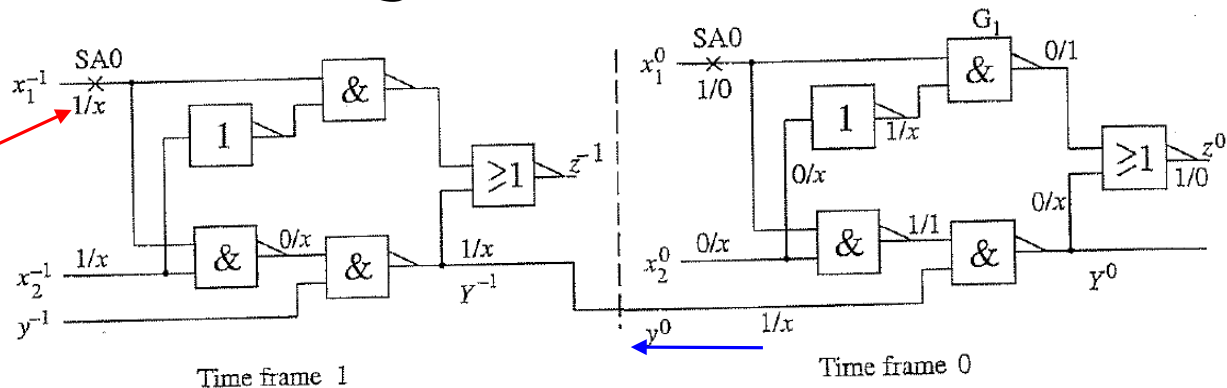 G₁
SA0
SA0
0/1
x₁⁻¹
x₁⁰
&
&
1/x
1/0
1
1
1/x
≥1
z⁻¹
≥1
z⁰
1/0
0/x
0/x
1/x
0/x
1/x
0/x
1/1
x₂⁻¹
&
&
x₂⁰
&
&
Y⁻¹
Y⁰
y⁻¹
y⁰
1/x
Time frame 1
Time frame 0